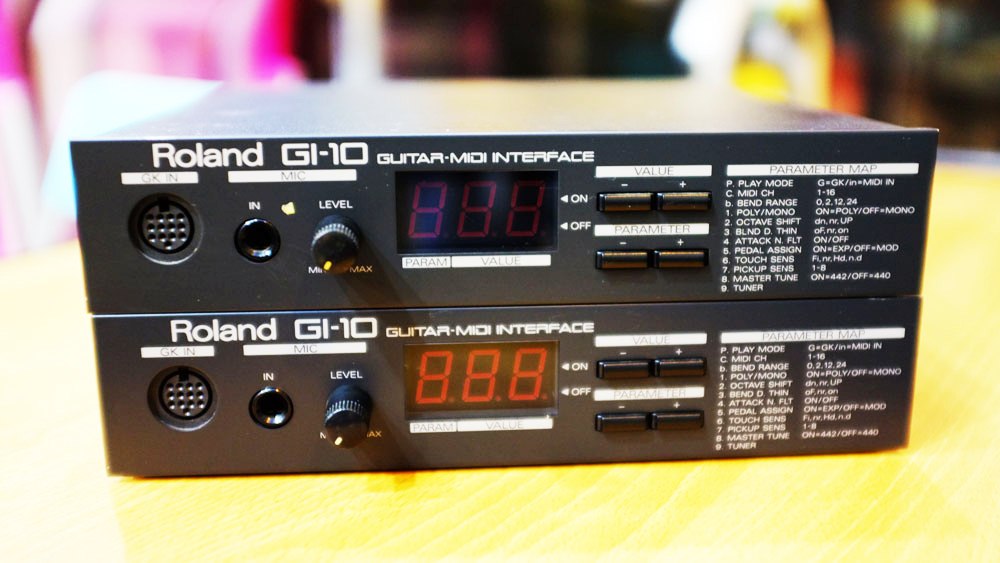 Roland GI-10 GUITAR-MIDI INTERFACE
GK IN
MIC
IN
LEVEL
MAX
8.8.8.
PARAM
VALUE
◄ON
◄OFF
VALUE
- +
PARAMETER
- +
PARAMETER MAP
P. PLAY MODE G=GK/in=MIDI IN
C. MIDI CH 1-16
b. BEND RANGE 0,2,12,24
1. POLY/MONO ON=POLY/OFF=MONO
2. OCTAVE SHIFT dn,nr,UP
3. BLND D. THIN oF,nr,on
4. ATTACK N. FLT ON/OFF
5. PEDAL ASSIGN ON=EXP/OFF=MOD
6. TOUCH SENS Fi,nr,Hd,n.d
7. PICKUP SENS 1-8
8. MASTER TUNE ON=442/OFF=440
9. TUNER
Roland GI-10 GUITAR-MIDI INTERFACE
GK IN
MIC
IN
LEVEL
8.8.8.
PARAM
VALUE
◄ON
◄OFF
VALUE
- +
PARAMETER
- +
PARAMETER MAP
P. PLAY MODE G=GK/in=MIDI IN
C. MIDI CH 1-16
b. BEND RANGE 0,2,12,24
1. POLY/MONO ON=POLY/OFF=MONO
2. OCTAVE SHIFT dn,nr,UP
3. BEND D. THIN oF,nr,on
4. ATTACK N. FLT ON/OFF
5. PEDAL ASSIGN ON=EXP/OFF=MOD
6. TOUCH SENS Fi,nr,Hd,n.d
7. PICKUP SENS 1-8
8. MASTER TUNE ON=442/OFF=440
9. TUNER